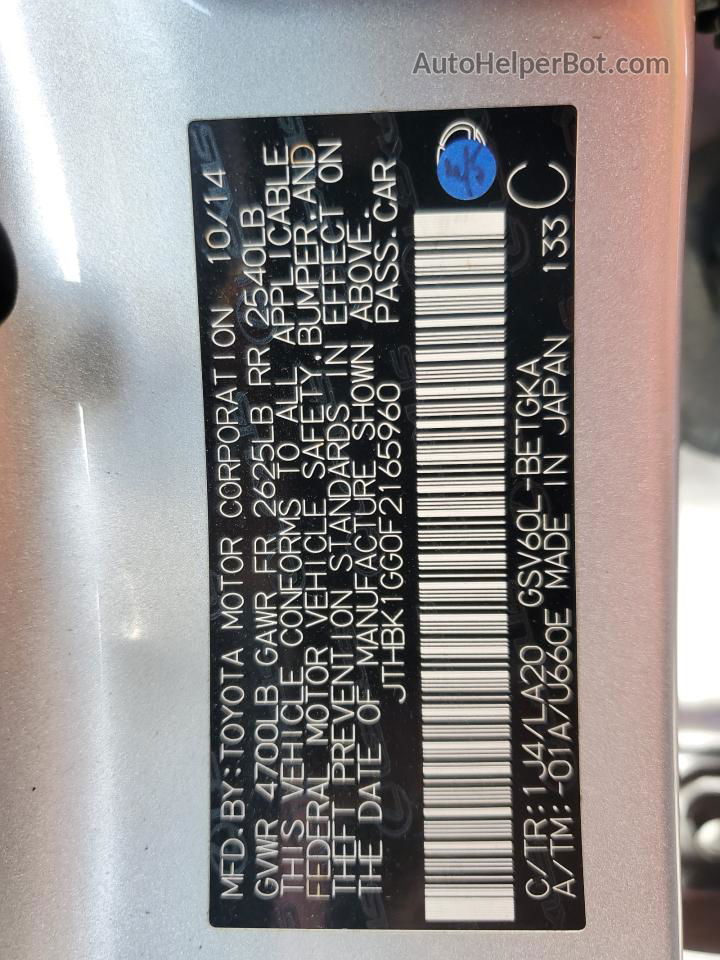 AutoHelperBot.com
MFD.BY:TOYOTA MOTOR CORPORATION 10/14
GVWR 4700LB GAWR FR 2625LB RR 2540LB
THIS VEHICLE CONFORMS TO ALL APPLICABLE
FEDERAL MOTOR VEHICLE SAFETY,BUMPER,AND
THEFT PREVENTION STANDARDS IN EFFECT ON
THE DATE OF MANUFACTURE SHOWN ABOVE.
JTHBK1GG0F2165960 PASS.CAR
C/TR:1J4/LA20 GSV60L-BETGKA
A/TM:-01A/U660E MADE IN JAPAN 133
C